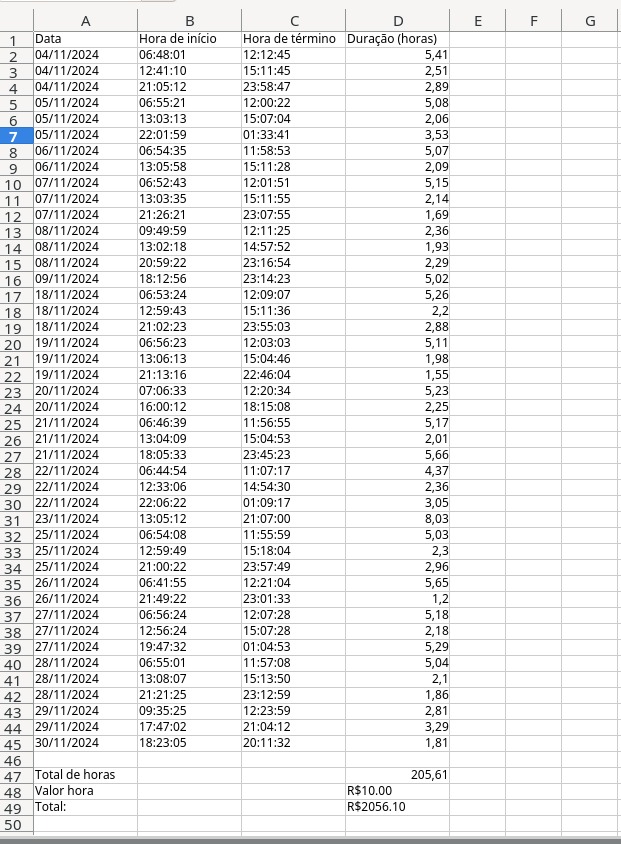 A B C D E F G
1 Data Hora de início Hora de término Duração (horas)
2 04/11/2024 06:48:01 12:12:45 5,41
3 04/11/2024 12:41:10 15:11:45 2,51
4 04/11/2024 21:05:12 23:58:47 2,89
5 05/11/2024 06:55:21 12:00:22 5,08
6 05/11/2024 13:03:13 15:07:04 2,06
7 05/11/2024 22:01:59 01:33:41 3,53
8 06/11/2024 06:54:35 11:58:53 5,07
9 06/11/2024 13:05:58 15:11:28 2,09
10 07/11/2024 06:52:43 12:01:51 5,15
11 07/11/2024 13:03:35 15:11:55 2,14
12 07/11/2024 21:26:21 23:07:55 1,69
13 08/11/2024 09:49:59 12:11:25 2,36
14 08/11/2024 13:02:18 14:57:52 1,93
15 08/11/2024 20:59:22 23:16:54 2,29
16 09/11/2024 18:12:56 23:14:23 5,02
17 18/11/2024 06:53:24 12:09:07 5,26
18 18/11/2024 12:59:43 15:11:36 2,2
19 18/11/2024 21:02:23 23:55:03 2,88
20 19/11/2024 06:56:23 12:03:03 5,11
21 19/11/2024 13:06:13 15:04:46 1,98
22 19/11/2024 21:13:16 22:46:04 1,55
23 20/11/2024 07:06:33 12:20:34 5,23
24 20/11/2024 16:00:12 18:15:08 2,25
25 21/11/2024 06:46:39 11:56:55 5,17
26 21/11/2024 13:04:09 15:04:53 2,01
27 21/11/2024 18:05:33 23:45:23 5,66
28 22/11/2024 06:44:54 11:07:17 4,37
29 22/11/2024 12:33:06 14:54:30 2,36
30 22/11/2024 22:06:22 01:09:17 3,05
31 23/11/2024 13:05:12 21:07:00 8,03
32 25/11/2024 06:54:08 11:55:59 5,03
33 25/11/2024 12:59:49 15:18:04 2,3
34 25/11/2024 21:00:22 23:57:49 2,96
35 26/11/2024 06:41:55 12:21:04 5,65
36 26/11/2024 21:49:22 23:01:33 1,2
37 27/11/2024 06:56:24 12:07:28 5,18
38 27/11/2024 12:56:24 15:07:28 2,18
39 27/11/2024 19:47:32 01:04:53 5,29
40 28/11/2024 06:55:01 11:57:08 5,04
41 28/11/2024 13:08:07 15:13:50 2,1
42 28/11/2024 21:21:25 23:12:59 1,86
43 29/11/2024 09:35:25 12:23:59 2,81
44 29/11/2024 17:47:02 21:04:12 3,29
45 30/11/2024 18:23:05 20:11:32 1,81
46
47 Total de horas 205,61
48 Valor hora R$10.00
49 Total: R$2056.10
50